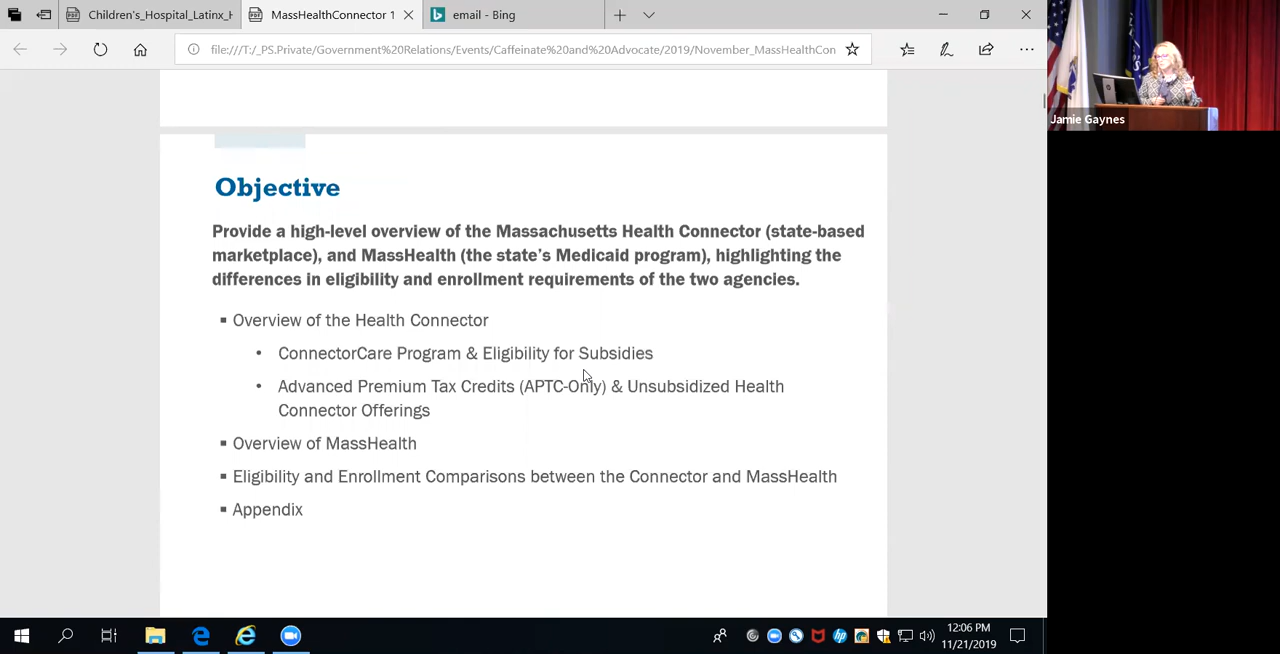 Children's_Hospital_Latinx_H
MassHealthConnector 1
email - Bing
file:///T:/_PS.Private/Government%20Relations/Events/Caffeinate%20and%20Advocate/2019/November_MassHealthCon
Jamie Gaynes
Objective
Provide a high-level overview of the Massachusetts Health Connector (state-based
marketplace), and MassHealth (the state's Medicaid program), highlighting the
differences in eligibility and enrollment requirements of the two agencies.
▪ Overview of the Health Connector
• ConnectorCare Program & Eligibility for Subsidies
• Advanced Premium Tax Credits (APTC-Only) & Unsubsidized Health
Connector Offerings
▪ Overview of MassHealth
▪ Eligibility and Enrollment Comparisons between the Connector and MassHealth
▪ Appendix
12:06 PM
11/21/2019